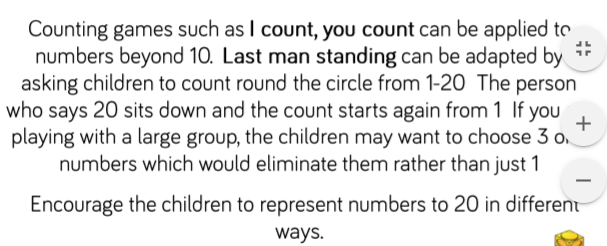 Counting games such as I count, you count can be applied to
numbers beyond 10. Last man standing can be adapted by
asking children to count round the circle from 1-20 The person
who says 20 sits down and the count starts again from 1 If you
playing with a large group, the children may want to choose 3
numbers which would eliminate them rather than just 1
Encourage the children to represent numbers to 20 in different
ways.